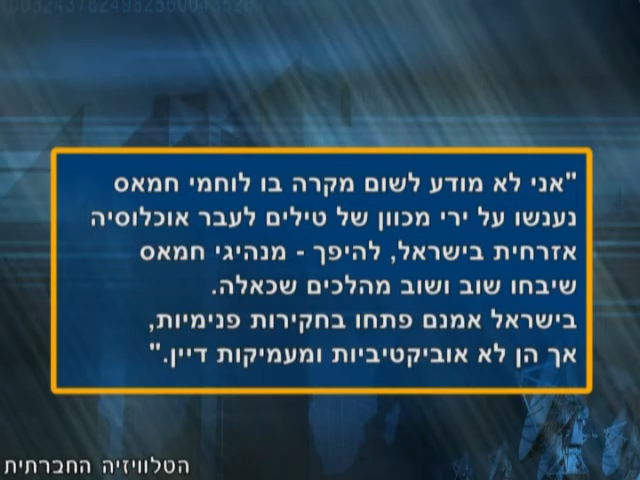 0032437824982560043528
"אני לא מודע לשום מקרה בו לוחמי חמאס
נענשו על ירי מכוון של טילים לעבר אוכלוסיה
אזרחית בישראל, להיפך - מנהיגי חמאס
שיבחו שוב ושוב מהלכים שכאלה.
בישראל אמנם פתחו בחקירות פנימיות,
אך הן לא אוביקטיביות ומעמיקות דיין."
הטלוויזיה החברתית